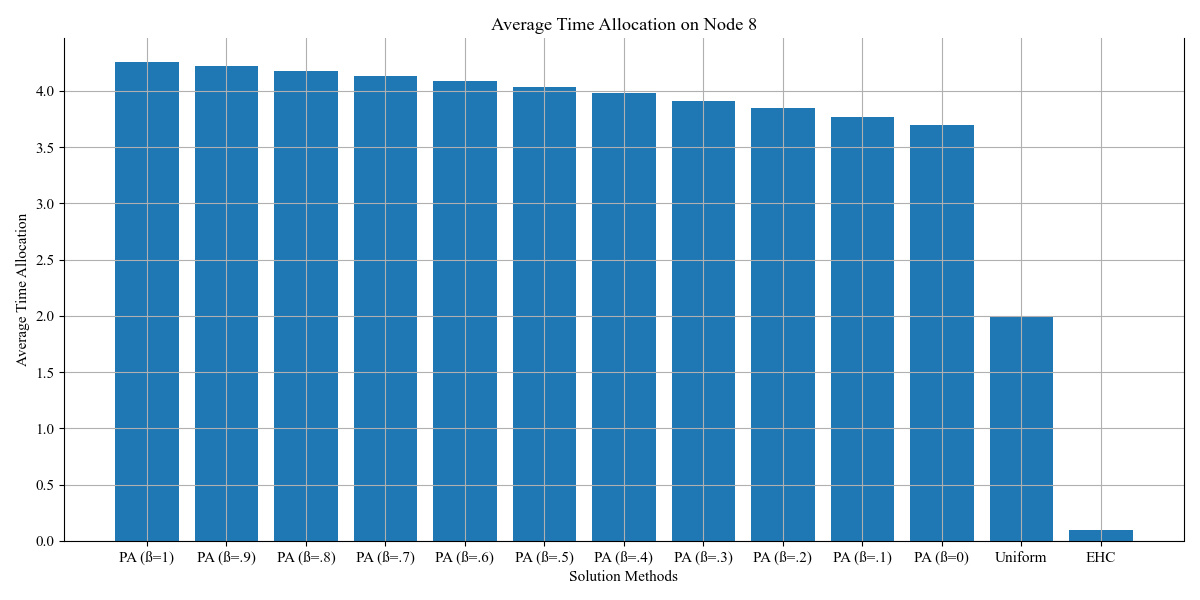 Average Time Allocation on Node 8
Average Time Allocation
4.0
3.5
3.0
2.5
2.0
1.5
1.0
0.5
0.0
PA (ß=1) PA (ß=.9) PA (ß=.8) PA (ß=.7) PA (ß=.6) PA (ß=.5) PA (ß=.4) PA (ß=.3) PA (ß=.2) PA (ß=.1) PA (ß=0) Uniform EHC
Solution Methods